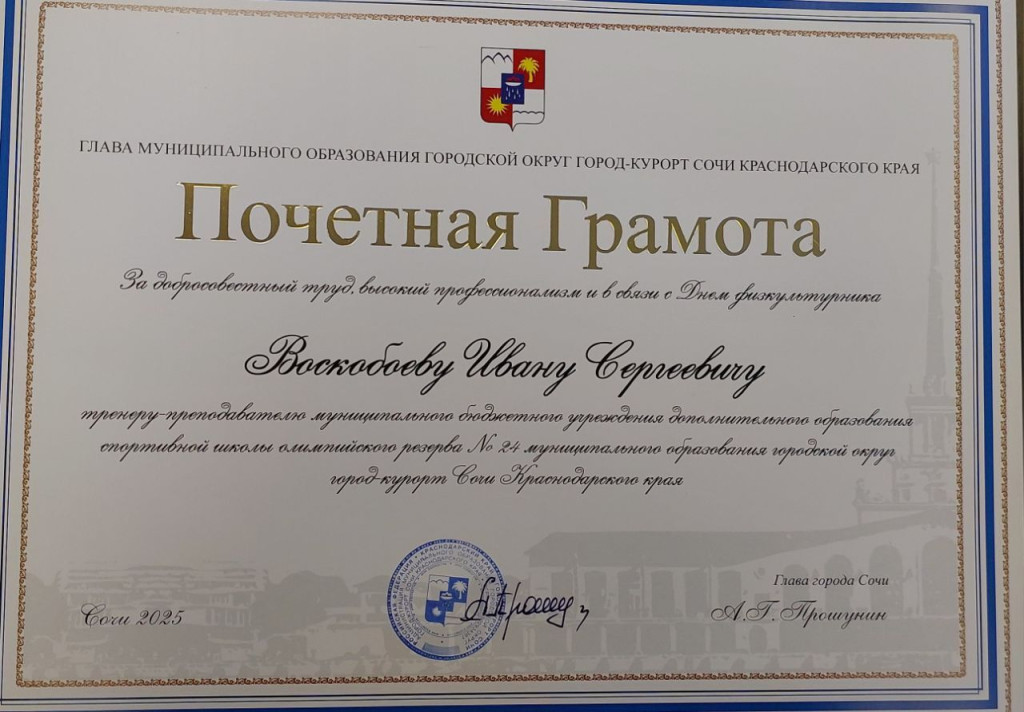 ГЛАВА МУНИЦИПАЛЬНОГО ОБРАЗОВАНИЯ ГОРОДСКОЙ ОКРУГ ГОРОД-КУРОРТ СОЧИ КРАСНОДАРСКОГО КРАЯ
Почетная Грамота
За добросовестный труд, высокий профессионализм и в связи с Днем физкультурника
Воскобоеву Ивану Сергеевичу
тренеру-преподавателю муниципального бюджетного учреждения дополнительного образования
спортивной школы олимпийского резерва № 24 муниципального образования городской округ
город-курорт Сочи Краснодарского края
Глава города Сочи
Сочи 2025
А.Г. Трошунин